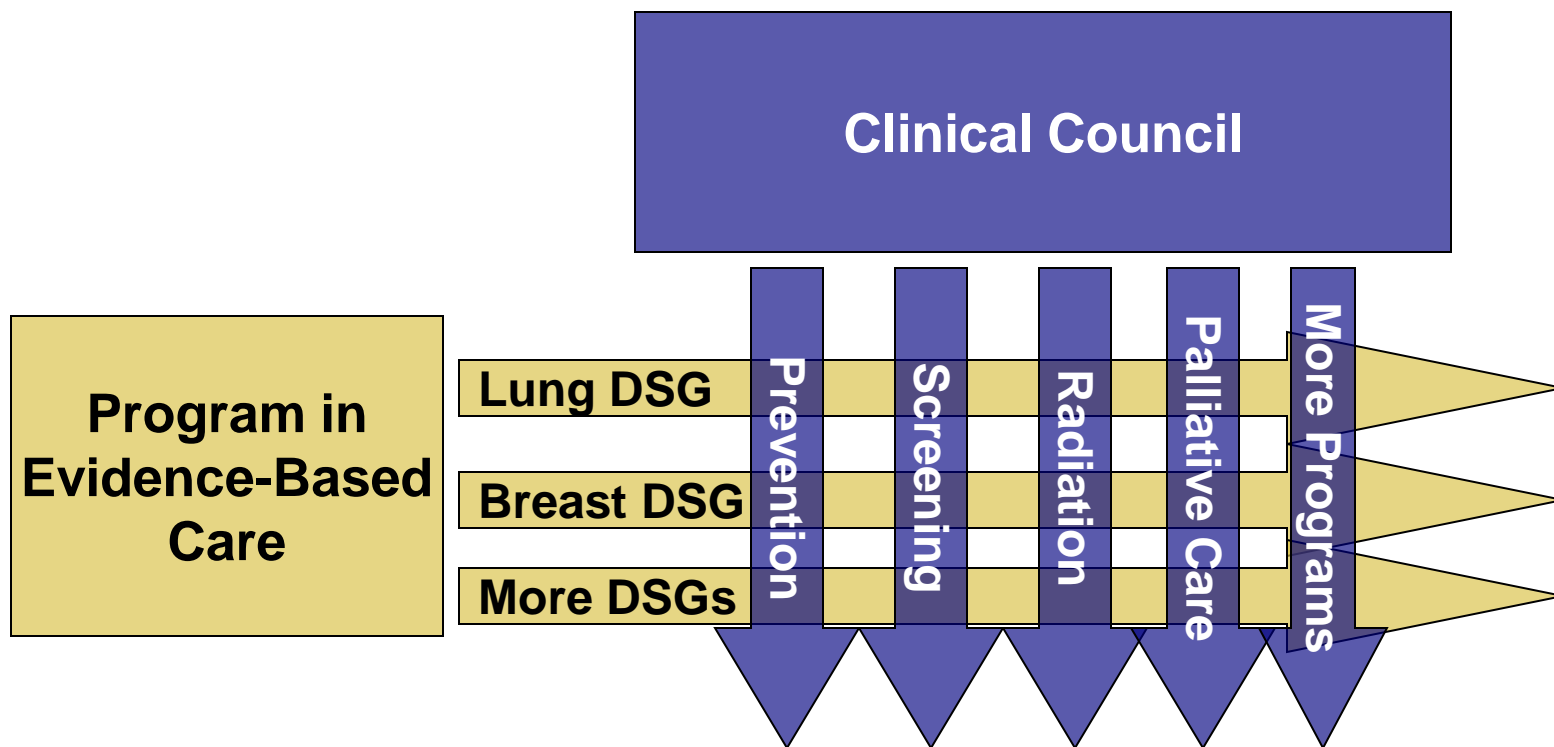 Clinical Council
Program in
Evidence-Based
Care
Lung DSG
Breast DSG
More DSGs
Prevention
Screening
Radiation
Palliative Care
More Programs